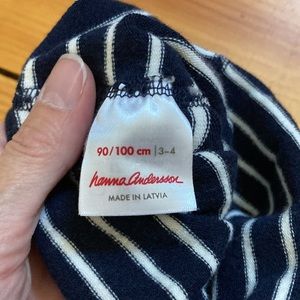 90/100 cm | 3-4
hanna andersson
MADE IN LATVIA